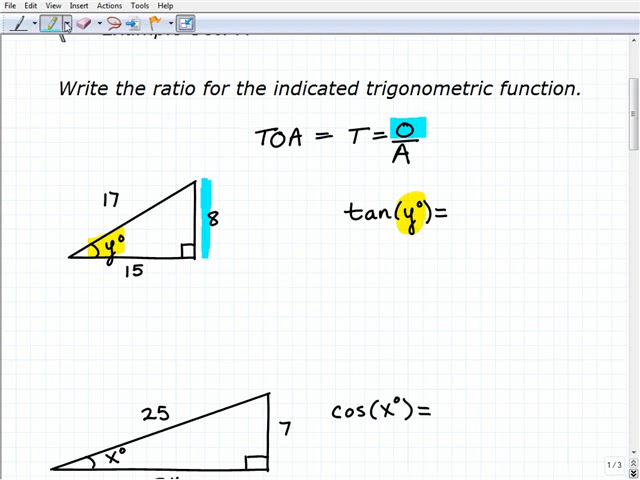 File Edit View Insert Actions Tools Help
Write the ratio for the indicated trigonometric function.
TOA = T = O/A
17
8
y°
15
tan(y°)=
25
7
x°
cos(x°)=
1 / 3